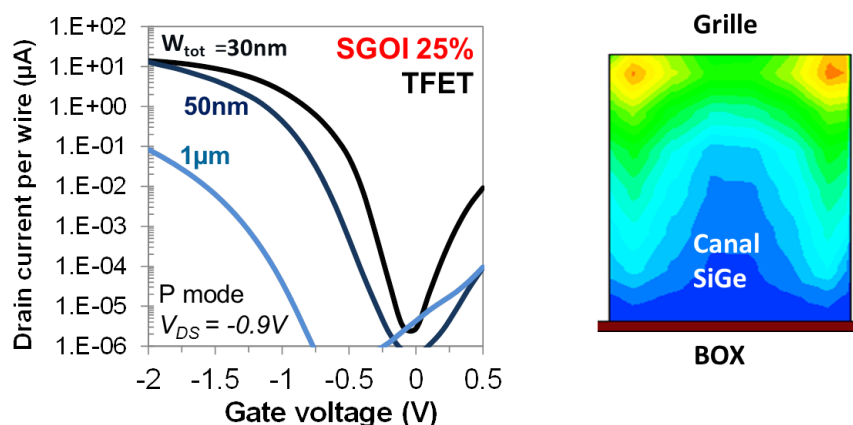 1.E+02
1.E+01
1.E+00
1.E-01
1.E-02
1.E-03
1.E-04
1.E-05
1.E-06
Drain current per wire (µA)
W_tot =30nm
50nm
1µm
SGOI 25%
TFET
P mode
V_DS = -0.9V
-2
-1.5
-1
-0.5
0
0.5
Gate voltage (V)
Grille
Canal
SiGe
BOX